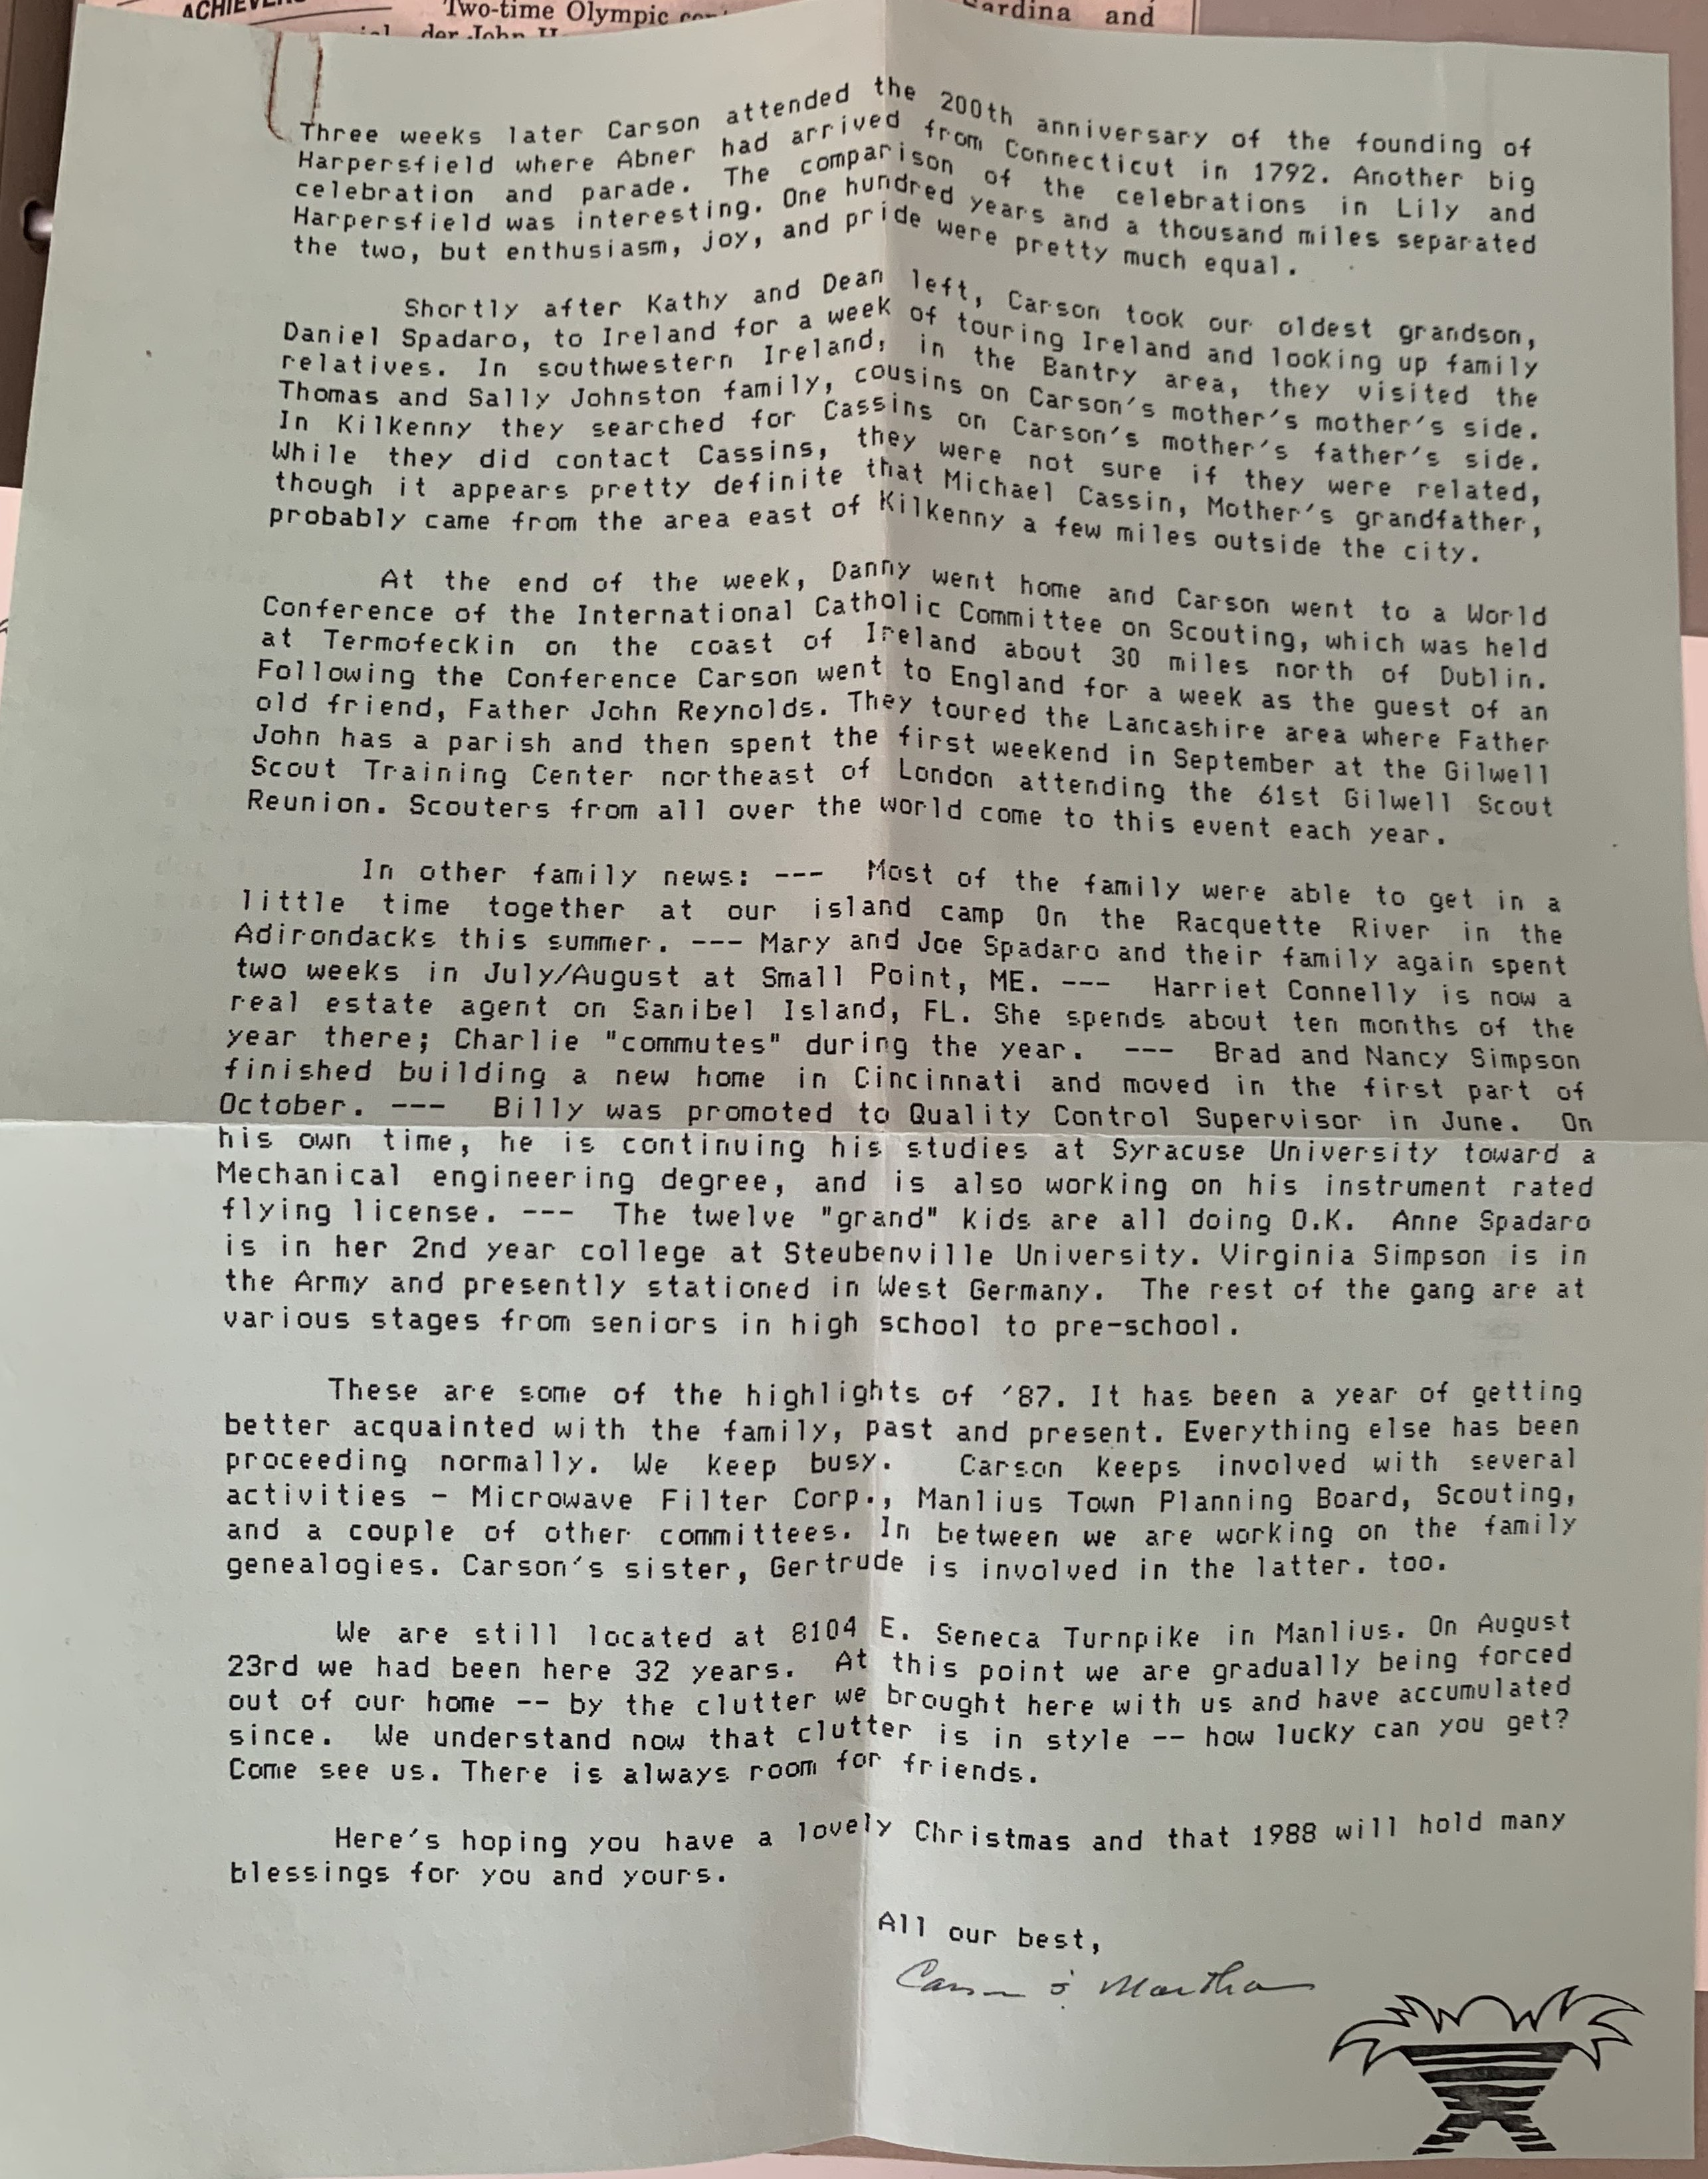 ACHIEVE
Two-time Olympic
Sardina and
der John H
Three weeks later Carson attended the 200th anniversary of the founding of
Harpersfield where Abner had arrived from Connecticut in 1792. Another big
celebration and parade. The comparison of the celebrations in Lily and
Harpersfield was interesting. One hundred years and a thousand miles separated
the two, but enthusiasm, joy, and pride were pretty much equal.
Shortly after Kathy and Dean left, Carson took our oldest grandson,
Daniel Spadaro, to Ireland for a week of touring Ireland and looking up family
relatives. In southwestern Ireland, in the Bantry area, they visited the
Thomas and Sally Johnston family, cousins on Carson's mother's mother's side.
In Kilkenny they searched for Cassins on Carson's mother's father's side.
While they did contact Cassins, they were not sure if they were related,
though it appears pretty definite that Michael Cassin, Mother's grandfather,
probably came from the area east of Kilkenny a few miles outside the city.
At the end of the week, Danny went home and Carson went to a World
Conference of the International Catholic Committee on Scouting, which was held
at Termofeckin on the coast of Ireland about 30 miles north of Dublin.
Following the Conference Carson went to England for a week as the guest of an
old friend, Father John Reynolds. They toured the Lancashire area where Father
John has a parish and then spent the first weekend in September at the Gilwell
Scout Training Center northeast of London attending the 61st Gilwell Scout
Reunion. Scouters from all over the world come to this event each year.
In other family news: --- Most of the family were able to get in a
little time together at our island camp On the Racquette River in the
Adirondacks this summer. --- Mary and Joe Spadaro and their family again spent
two weeks in July/August at Small Point, ME. --- Harriet Connelly is now a
real estate agent on Sanibel Island, FL. She spends about ten months of the
year there; Charlie "commutes" during the year. --- Brad and Nancy Simpson
finished building a new home in Cincinnati and moved in the first part of
October. --- Billy was promoted to Quality Control Supervisor in June. On
his own time, he is continuing his studies at Syracuse University toward a
Mechanical engineering degree, and is also working on his instrument rated
flying license. --- The twelve "grand" kids are all doing O.K. Anne Spadaro
is in her 2nd year college at Steubenville University. Virginia Simpson is in
the Army and presently stationed in West Germany. The rest of the gang are at
various stages from seniors in high school to pre-school.
These are some of the highlights of '87. It has been a year of getting
better acquainted with the family, past and present. Everything else has been
proceeding normally. We keep busy. Carson keeps involved with several
activities - Microwave Filter Corp., Manlius Town Planning Board, Scouting,
and a couple of other committees. In between we are working on the family
genealogies. Carson's sister, Gertrude is involved in the latter. too.
We are still located at 8104 E. Seneca Turnpike in Manlius. On August
23rd we had been here 32 years. At this point we are gradually being forced
out of our home -- by the clutter we brought here with us and have accumulated
since. We understand now that clutter is in style -- how lucky can you get?
Come see us. There is always room for friends.
Here's hoping you have a lovely Christmas and that 1988 will hold many
blessings for you and yours.
All our best,
Carson & Martha